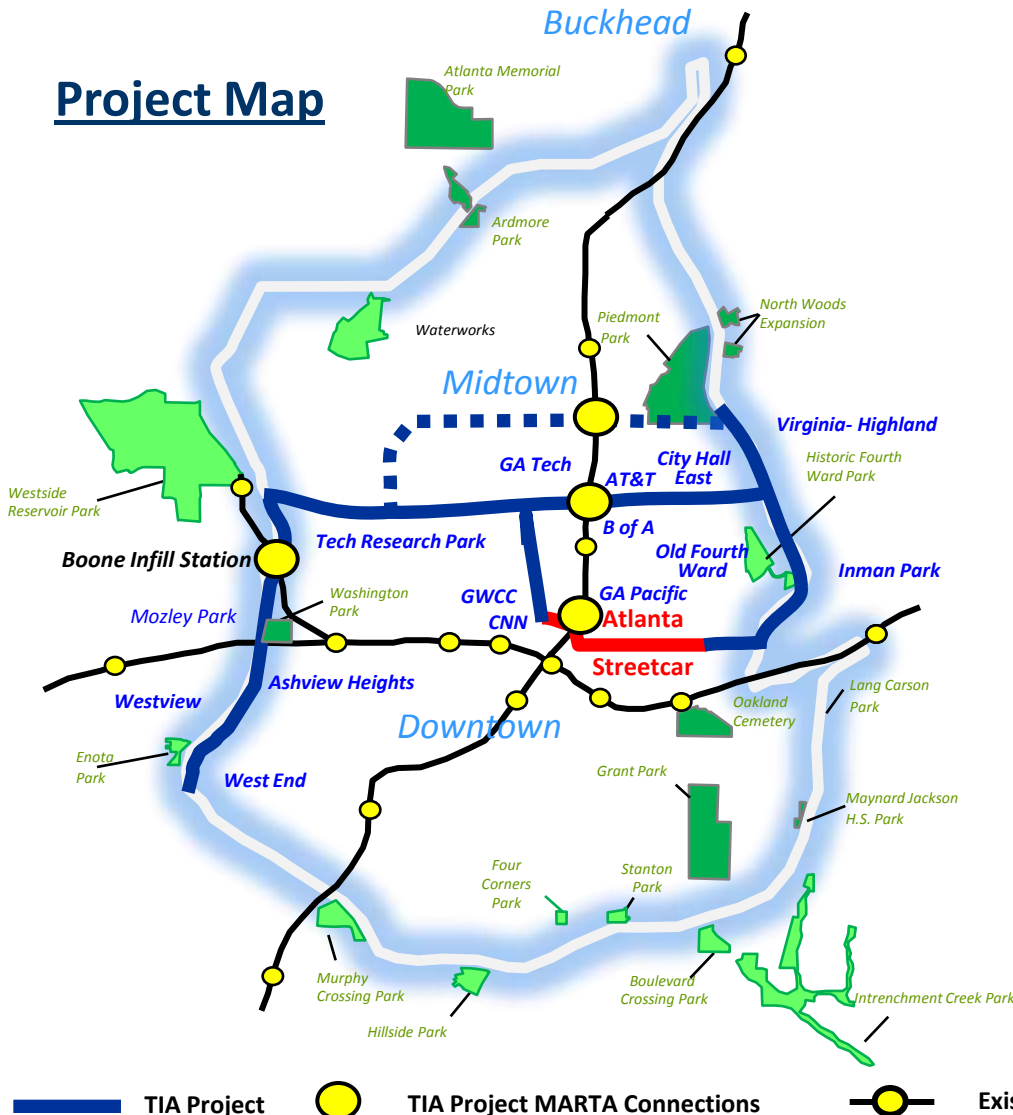 Buckhead
Project Map
Atlanta Memorial
Park
Ardmore
Park
North Woods
Expansion
Piedmont
Park
Waterworks
Midtown
Virginia- Highland
GA Tech
City Hall
East
AT&T
Historic Fourth
Ward Park
Westside
Reservoir Park
B of A
Tech Research Park
Old Fourth
Ward
Boone Infill Station
Inman Park
Washington
Park
GWCC
GA Pacific
Mozley Park
CNN
Atlanta
Streetcar
Ashview Heights
Westview
Lang Carson
Park
Oakland
Cemetery
Downtown
Enota
Park
West End
Grant Park
Maynard Jackson
H.S. Park
Four
Corners
Park
Stanton
Park
Murphy
Crossing Park
Boulevard
Crossing Park
Intrenchment Creek Park
Hillside Park
TIA Project
TIA Project MARTA Connections
Exis